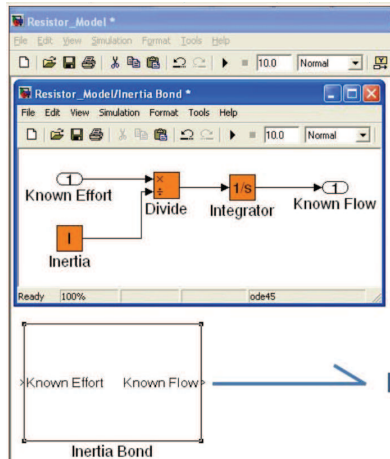 Resistor_Model *
File Edit View Simulation Format Tools Help
10.0 Normal
Resistor_Model/Inertia Bond *
File Edit View Simulation Format Tools Help
10.0 Normal
1
Known Effort
×
÷
Divide
1/s
Integrator
1
Known Flow
I
Inertia
Ready 100% ode45
Known Effort Known Flow
Inertia Bond